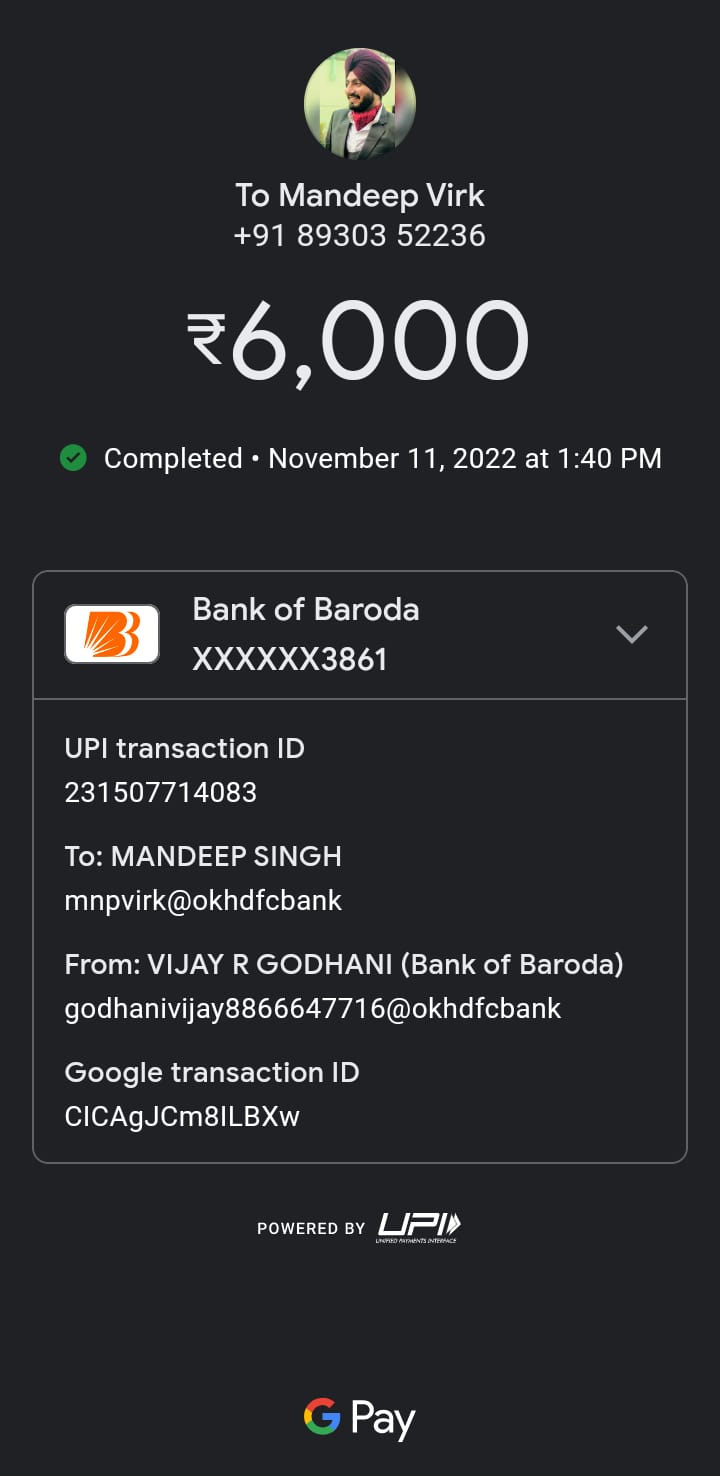 To Mandeep Virk
+91 89303 52236
₹6,000
Completed • November 11, 2022 at 1:40 PM
Bank of Baroda
XXXXXX3861
UPI transaction ID
231507714083
To: MANDEEP SINGH
mnpvirk@okhdfcbank
From: VIJAY R GODHANI (Bank of Baroda)
godhanivijay8866647716@okhdfcbank
Google transaction ID
CICAgJCm8ILBXw
POWERED BY UPI
UNIFIED PAYMENTS INTERFACE
G Pay